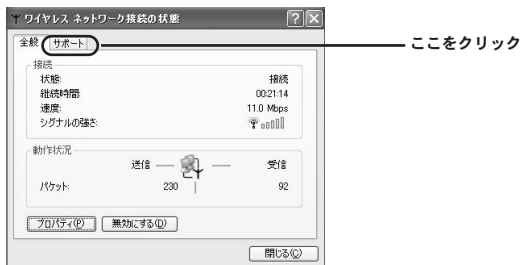 ワイヤレス ネットワーク接続の状態
全般 サポート
ここをクリック
接続
状態: 接続
継続時間: 00:21:14
速度: 11.0 Mbps
シグナルの強さ:
動作状況
送信 — — 受信
パケット: 230 92
プロパティ(P) 無効にする(D)
閉じる(C)